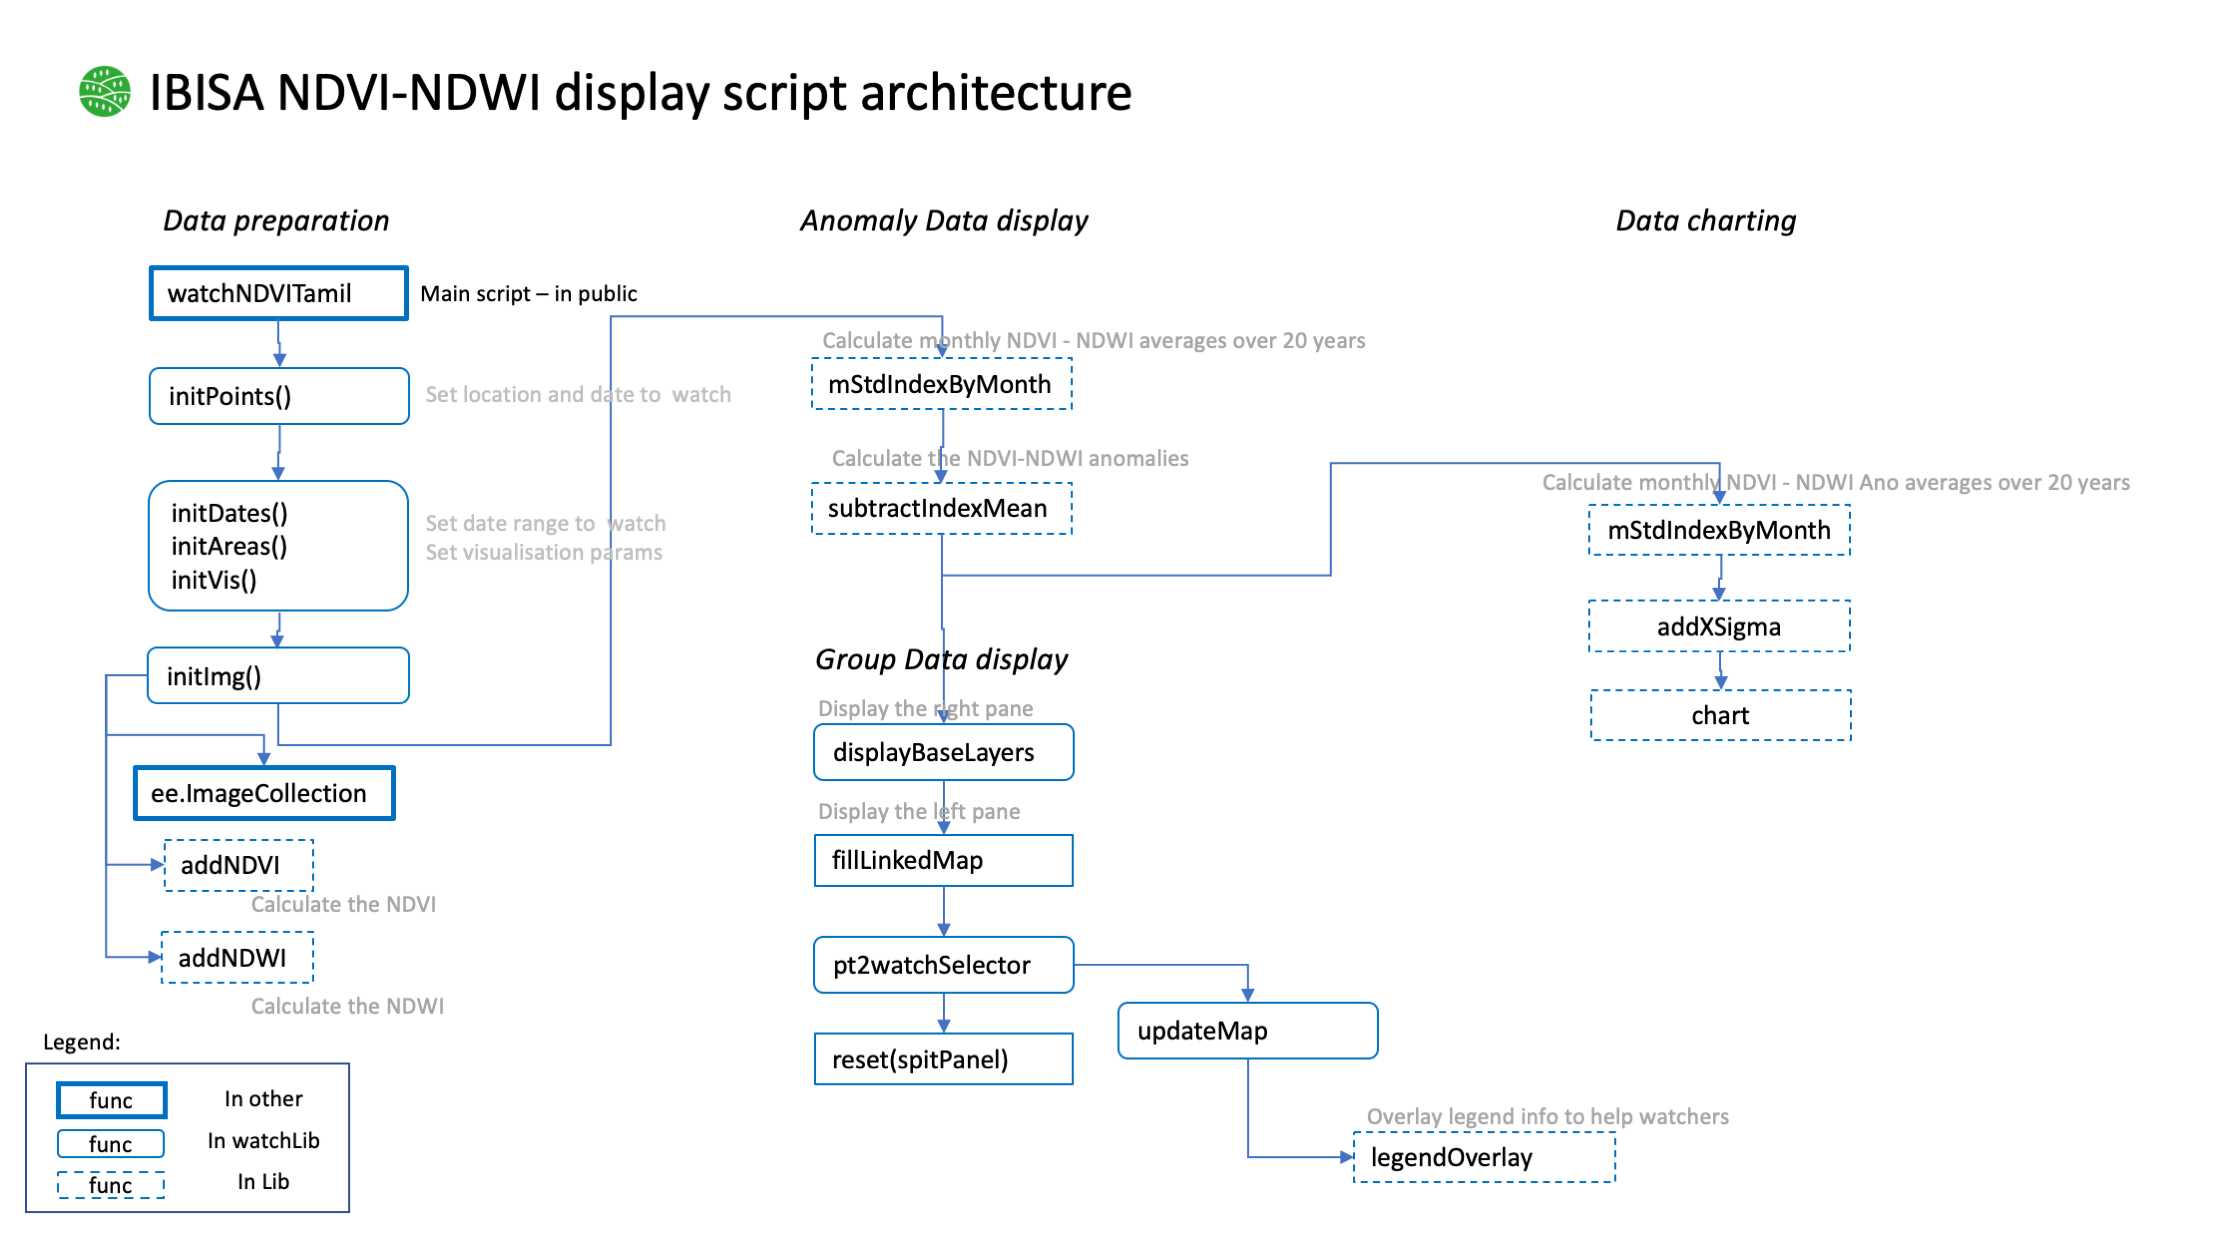 IBISA NDVI-NDWI display script architecture
Data preparation
watchNDVITamil
Main script – in public
initPoints()
Set location and date to  watch
initDates()
initAreas()
initVis()
Set date range to  watch
Set visualisation params
initImg()
ee.ImageCollection
addNDVI
Calculate the NDVI
addNDWI
Calculate the NDWI
Legend:
func
In other
func
In watchLib
func
In Lib
Anomaly Data display
Calculate monthly NDVI - NDWI averages over 20 years
mStdIndexByMonth
Calculate the NDVI-NDWI anomalies
subtractIndexMean
Group Data display
Display the right pane
displayBaseLayers
Display the left pane
fillLinkedMap
pt2watchSelector
reset(spitPanel)
updateMap
Overlay legend info to help watchers
legendOverlay
Data charting
Calculate monthly NDVI - NDWI Ano averages over 20 years
mStdIndexByMonth
addXSigma
chart